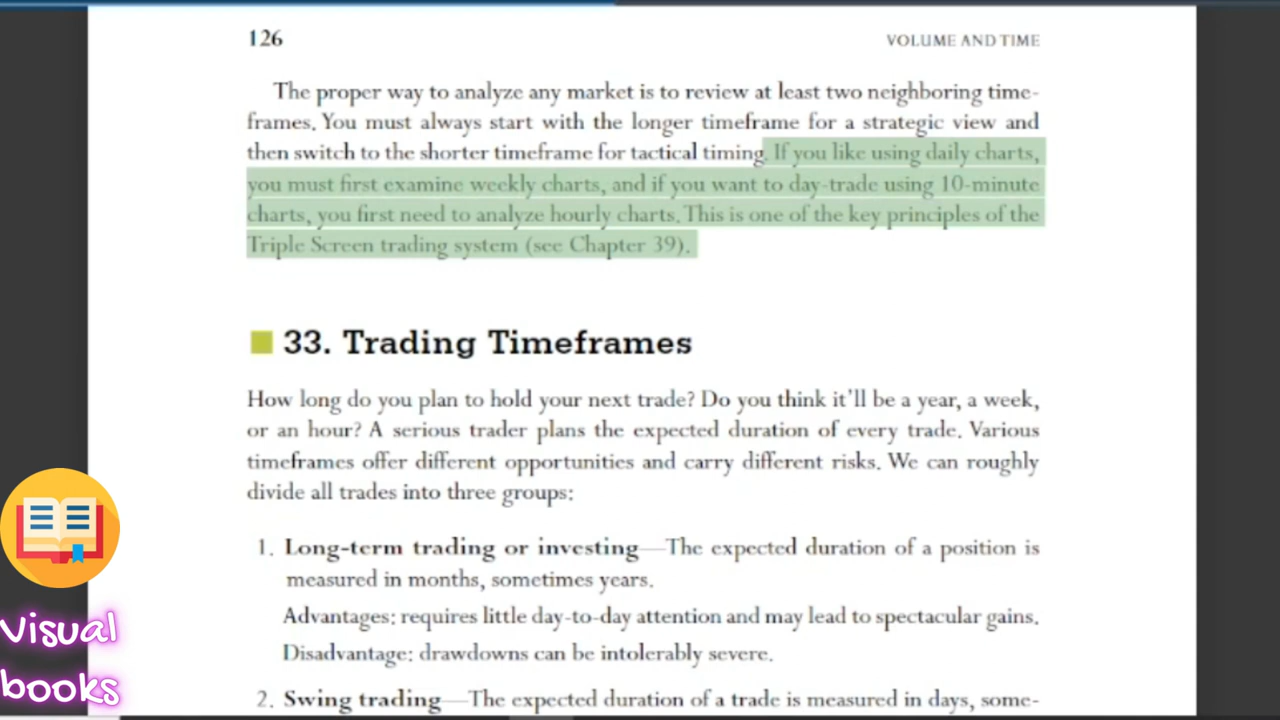 126
VOLUME AND TIME
The proper way to analyze any market is to review at least two neighboring time-
frames. You must always start with the longer timeframe for a strategic view and
then switch to the shorter timeframe for tactical timing. If you like using daily charts,
you must first examine weekly charts, and if you want to day-trade using 10-minute
charts, you first need to analyze hourly charts. This is one of the key principles of the
Triple Screen trading system (see Chapter 39).
33. Trading Timeframes
How long do you plan to hold your next trade? Do you think it'll be a year, a week,
or an hour? A serious trader plans the expected duration of every trade. Various
timeframes offer different opportunities and carry different risks. We can roughly
divide all trades into three groups:
1. Long-term trading or investing—The expected duration of a position is
measured in months, sometimes years.
Advantages: requires little day-to-day attention and may lead to spectacular gains.
Disadvantage: drawdowns can be intolerably severe.
2. Swing trading—The expected duration of a trade is measured in days, some-
Visual
books